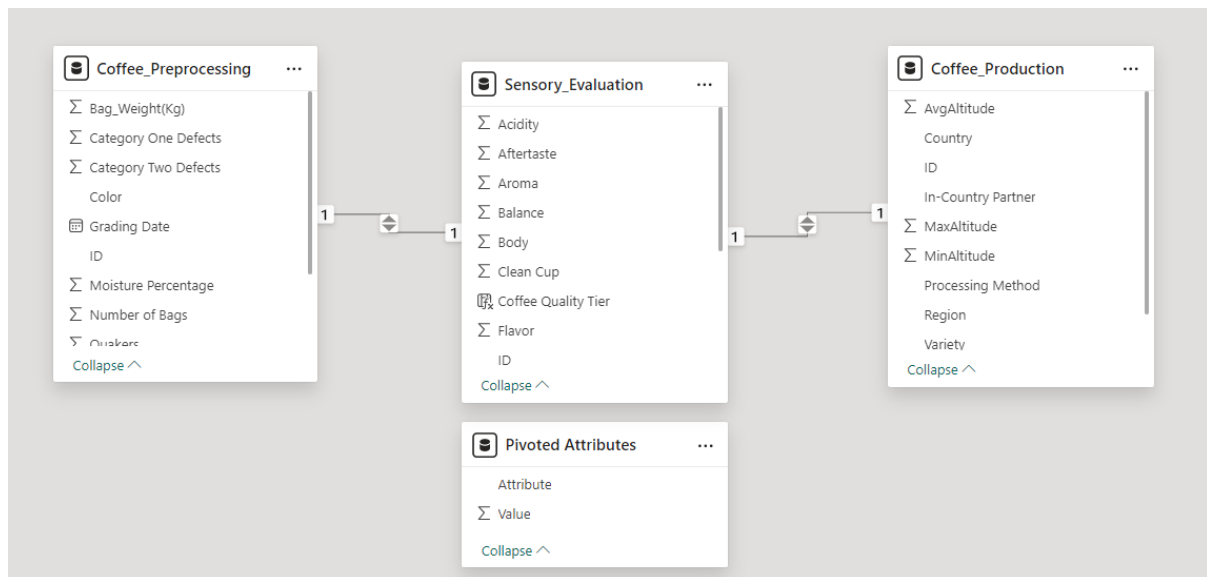 Coffee_Preprocessing
...
Σ Bag_Weight(Kg)
Σ Category One Defects
Σ Category Two Defects
Color
Grading Date
ID
Σ Moisture Percentage
Σ Number of Bags
Σ Quakers
Collapse
1
1
Sensory_Evaluation
...
Σ Acidity
Σ Aftertaste
Σ Aroma
Σ Balance
Σ Body
Σ Clean Cup
Coffee Quality Tier
Σ Flavor
ID
Collapse
1
1
Coffee_Production
...
Σ AvgAltitude
Country
ID
In-Country Partner
Σ MaxAltitude
Σ MinAltitude
Processing Method
Region
Variety
Collapse
Pivoted Attributes
...
Attribute
Σ Value
Collapse